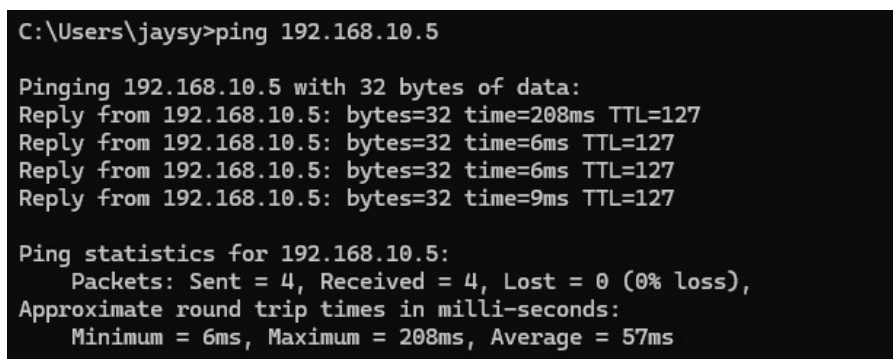 C:\Users\jaysy>ping 192.168.10.5
Pinging 192.168.10.5 with 32 bytes of data:
Reply from 192.168.10.5: bytes=32 time=208ms TTL=127
Reply from 192.168.10.5: bytes=32 time=6ms TTL=127
Reply from 192.168.10.5: bytes=32 time=6ms TTL=127
Reply from 192.168.10.5: bytes=32 time=9ms TTL=127
Ping statistics for 192.168.10.5:
Packets: Sent = 4, Received = 4, Lost = 0 (0% loss),
Approximate round trip times in milli-seconds:
Minimum = 6ms, Maximum = 208ms, Average = 57ms